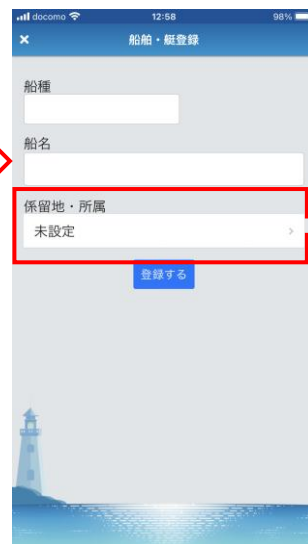 docomo 12:58 98%
× 船舶・艇登録
船種
船名
係留地・所属
未設定 >
登録する